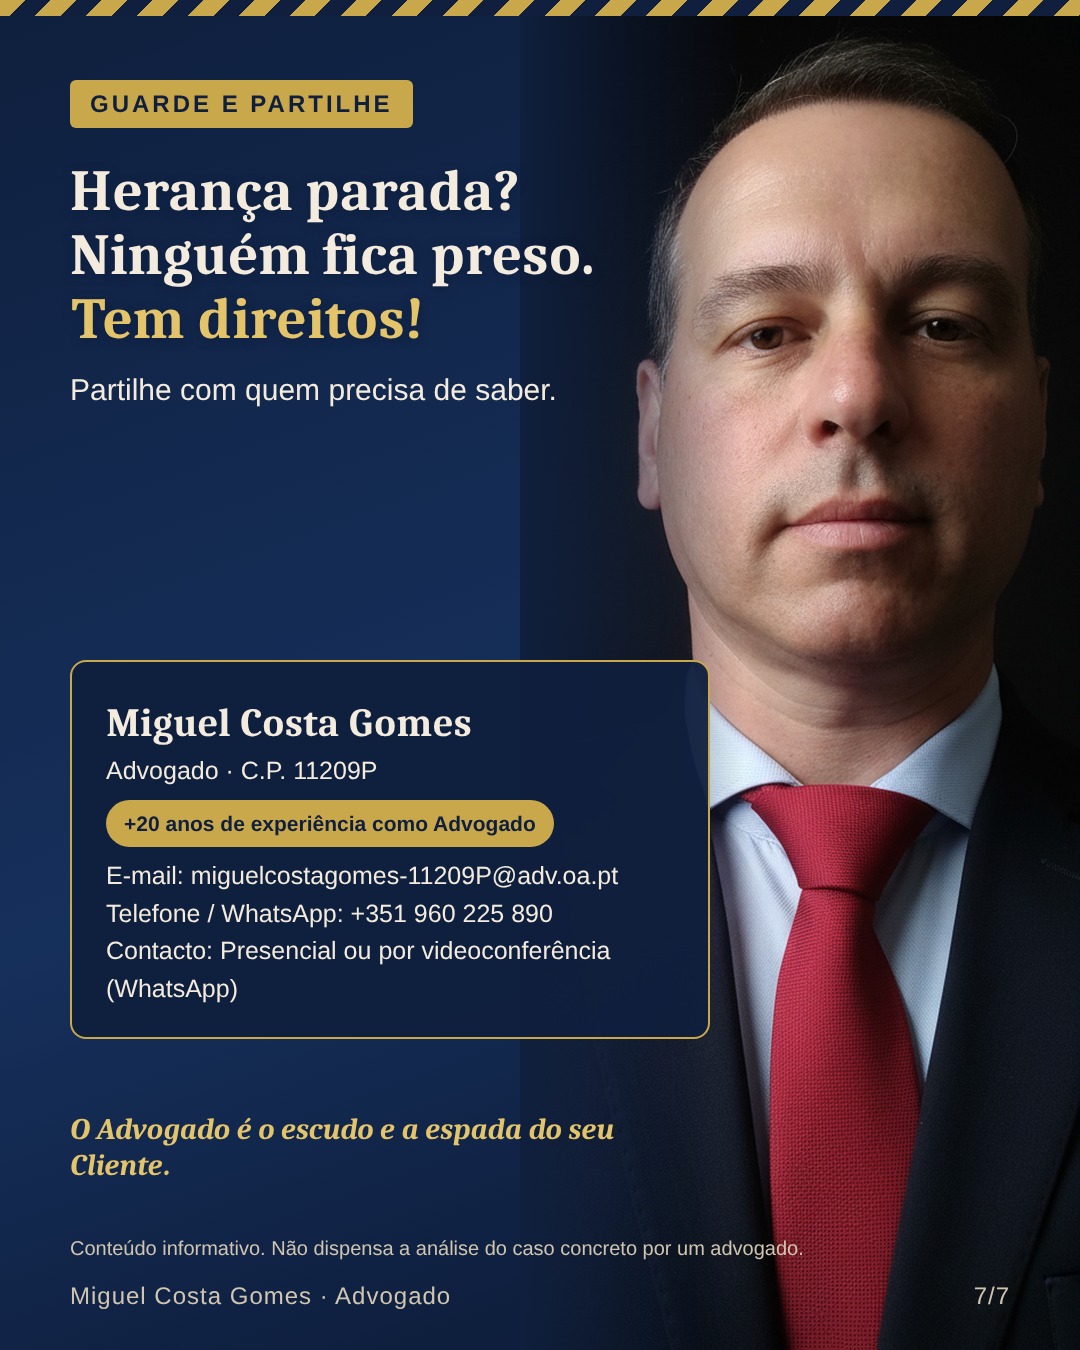 GUARDE E PARTILHE
Herança parada?
Ninguém fica preso.
Tem direitos!
Partilhe com quem precisa de saber.
Miguel Costa Gomes
Advogado · C.P. 11209P
+20 anos de experiência como Advogado
E-mail: miguelcostagomes-11209P@adv.oa.pt
Telefone / WhatsApp: +351 960 225 890
Contacto: Presencial ou por videoconferência
(WhatsApp)
O Advogado é o escudo e a espada do seu
Cliente.
Conteúdo informativo. Não dispensa a análise do caso concreto por um advogado.
Miguel Costa Gomes · Advogado
7/7